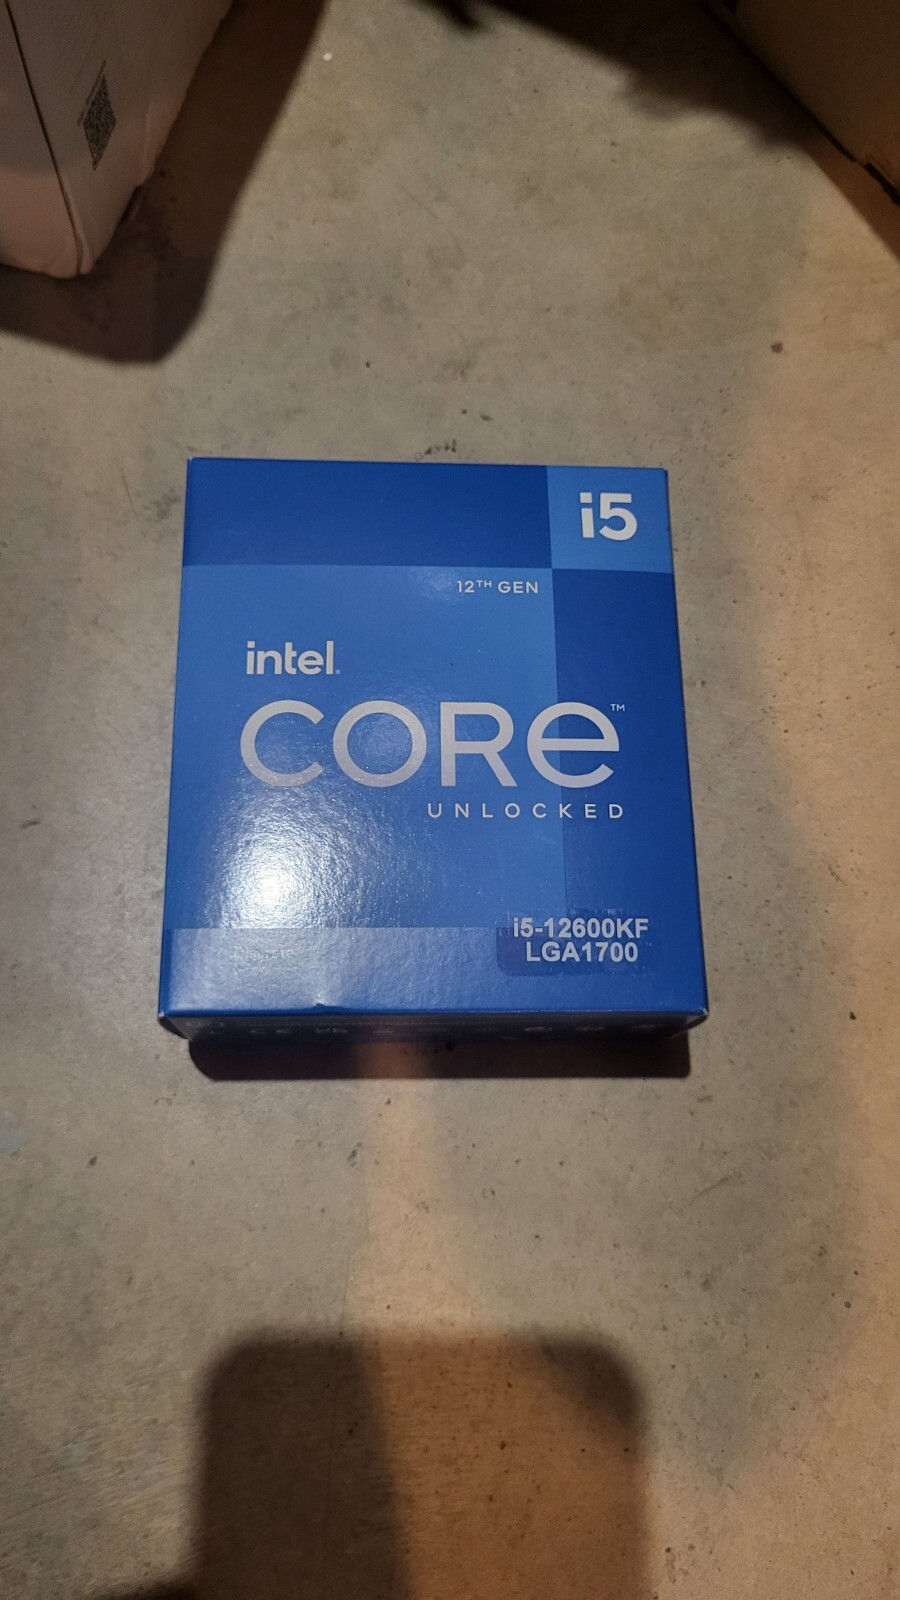 i5
12TH GEN
intel.
CORe™
UNLOCKED
i5-12600KF
LGA1700